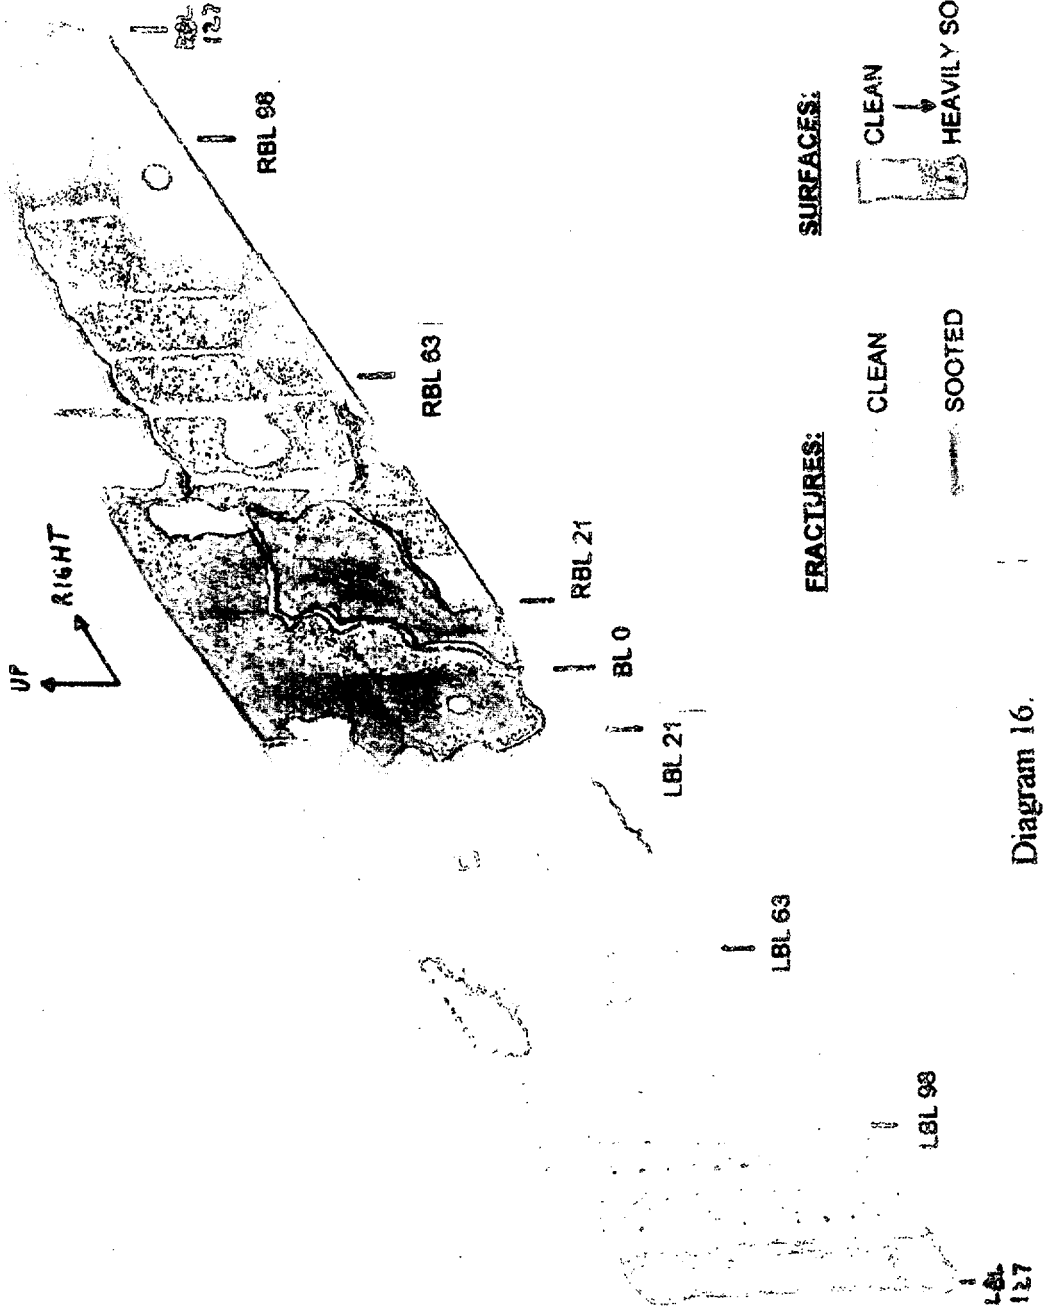 UP
RIGHT
RBL
127
RBL 98
RBL 63
RBL 21
BL 0
LBL 21
LBL 63
LBL 98
LBL
127
FRACTURES:
CLEAN
SOOTED
SURFACES:
CLEAN
HEAVILY SO
Diagram 16.